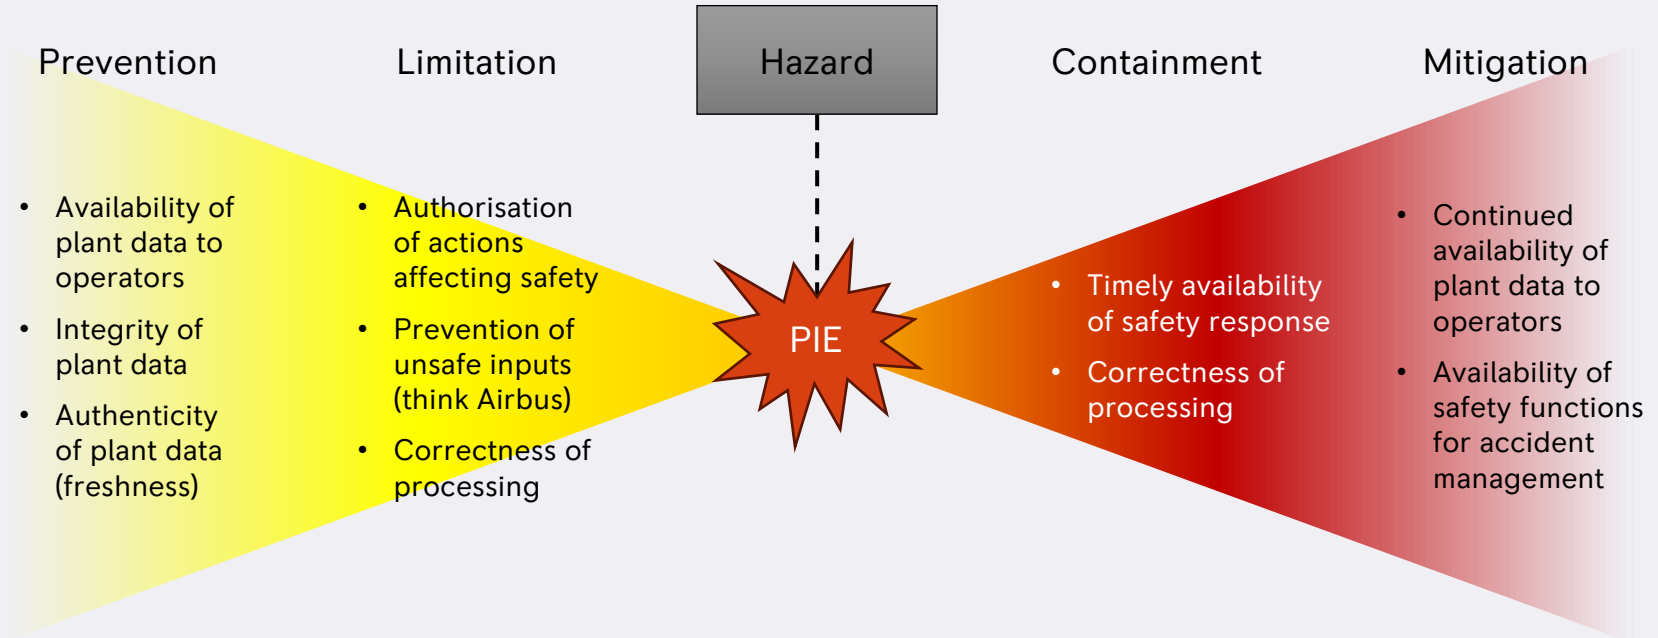 Prevention
Limitation
Hazard
Containment
Mitigation
• Availability of
plant data to
operators
• Integrity of
plant data
• Authenticity
of plant data
(freshness)
• Authorisation
of actions
affecting safety
• Prevention of
unsafe inputs
(think Airbus)
• Correctness of
processing
PIE
• Timely availability
of safety response
• Correctness of
processing
• Continued
availability of
plant data to
operators
• Availability of
safety functions
for accident
management